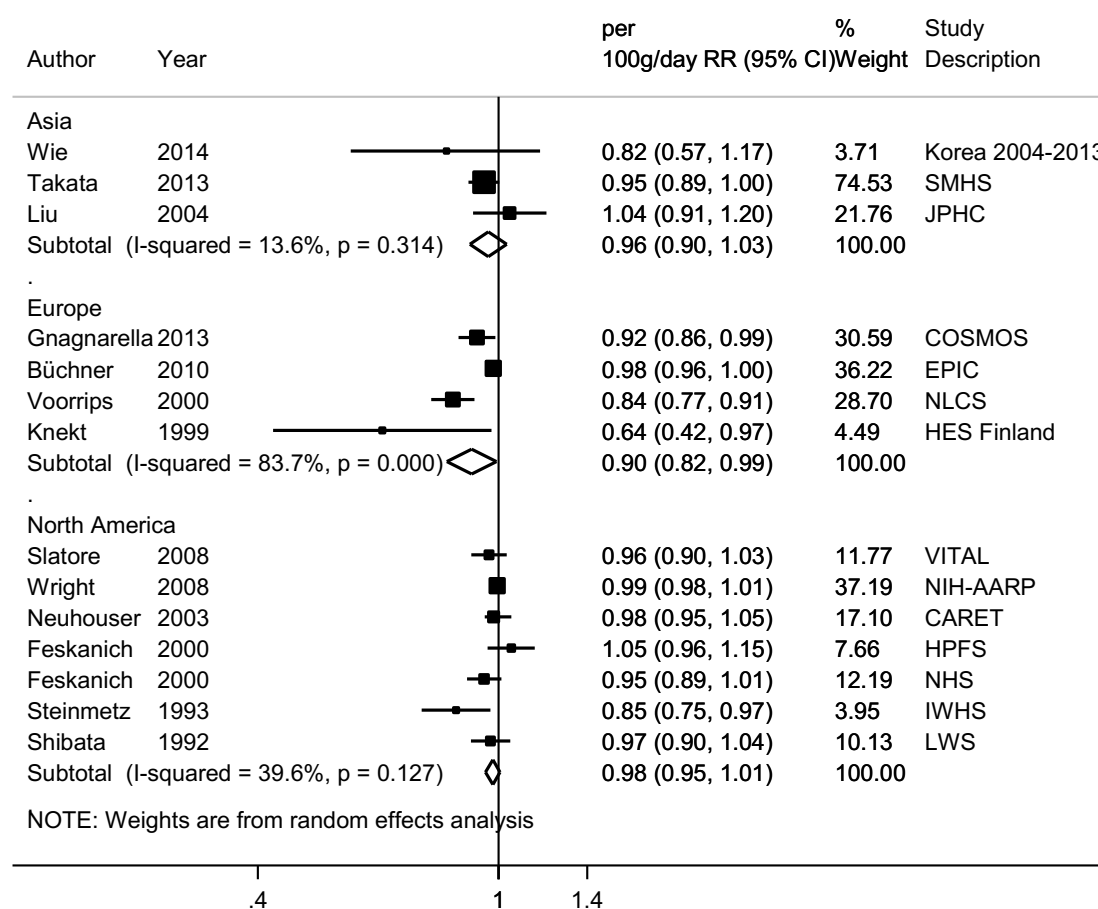 per % Study
Author Year 100g/day RR (95% CI)Weight Description
Asia
Wie 2014 0.82 (0.57, 1.17) 3.71 Korea 2004-2013
Takata 2013 0.95 (0.89, 1.00) 74.53 SMHS
Liu 2004 1.04 (0.91, 1.20) 21.76 JPHC
Subtotal (I-squared = 13.6%, p = 0.314) 0.96 (0.90, 1.03) 100.00
.
Europe
Gnagnarella 2013 0.92 (0.86, 0.99) 30.59 COSMOS
Büchner 2010 0.98 (0.96, 1.00) 36.22 EPIC
Voorrips 2000 0.84 (0.77, 0.91) 28.70 NLCS
Knekt 1999 0.64 (0.42, 0.97) 4.49 HES Finland
Subtotal (I-squared = 83.7%, p = 0.000) 0.90 (0.82, 0.99) 100.00
.
North America
Slatore 2008 0.96 (0.90, 1.03) 11.77 VITAL
Wright 2008 0.99 (0.98, 1.01) 37.19 NIH-AARP
Neuhouser 2003 0.98 (0.95, 1.05) 17.10 CARET
Feskanich 2000 1.05 (0.96, 1.15) 7.66 HPFS
Feskanich 2000 0.95 (0.89, 1.01) 12.19 NHS
Steinmetz 1993 0.85 (0.75, 0.97) 3.95 IWHS
Shibata 1992 0.97 (0.90, 1.04) 10.13 LWS
Subtotal (I-squared = 39.6%, p = 0.127) 0.98 (0.95, 1.01) 100.00
.
NOTE: Weights are from random effects analysis
.4 1 1.4